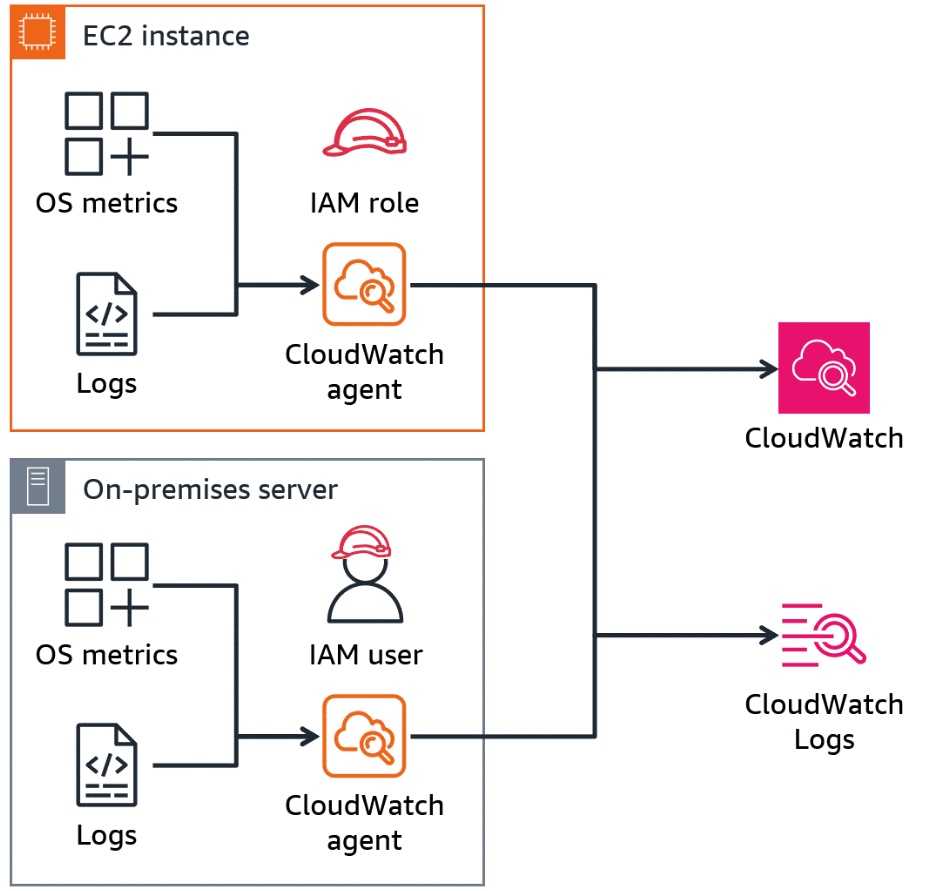 EC2 instance
OS metrics
IAM role
Logs
CloudWatch
agent
On-premises server
OS metrics
IAM user
Logs
CloudWatch
agent
CloudWatch
CloudWatch
Logs